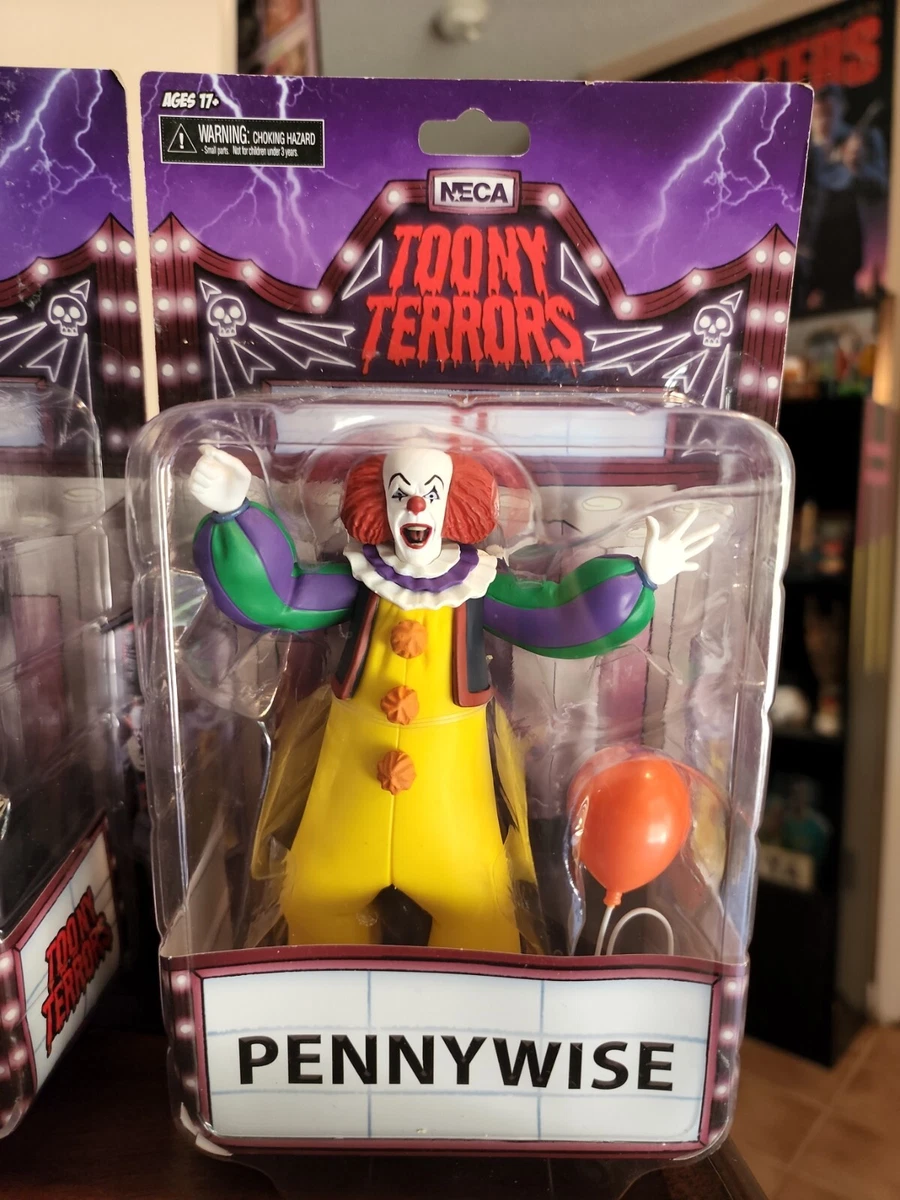 AGES 17+
WARNING: CHOKING HAZARD
- Small parts. Not for children under 3 years.
NECA
TOONY
TERRORS
PENNYWISE
TOONY
TERRORS